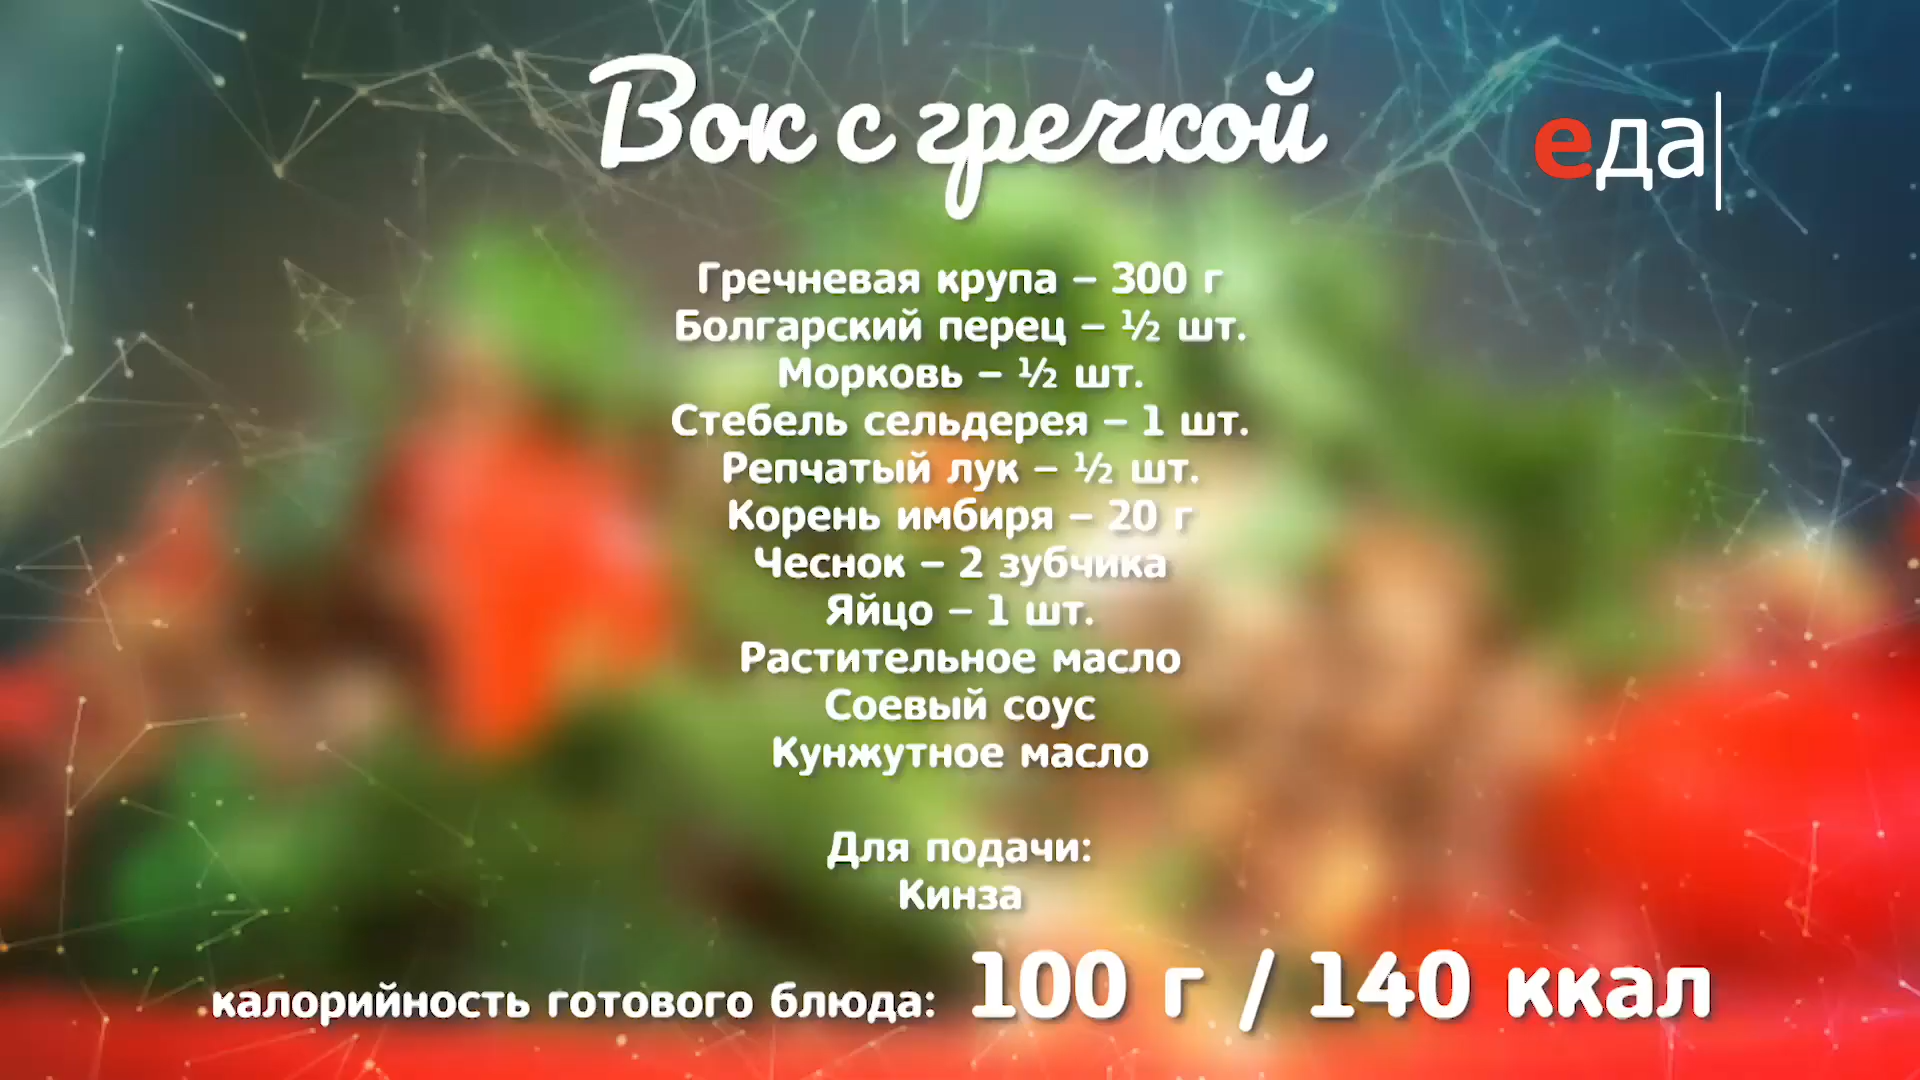 Вок с гречкой
еда
Гречневая крупа – 300 г
Болгарский перец – ½ шт.
Морковь – ½ шт.
Стебель сельдерея – 1 шт.
Репчатый лук – ½ шт.
Корень имбиря – 20 г
Чеснок – 2 зубчика
Яйцо – 1 шт.
Растительное масло
Соевый соус
Кунжутное масло
Для подачи:
Кинза
калорийность готового блюда: 100 г / 140 ккал